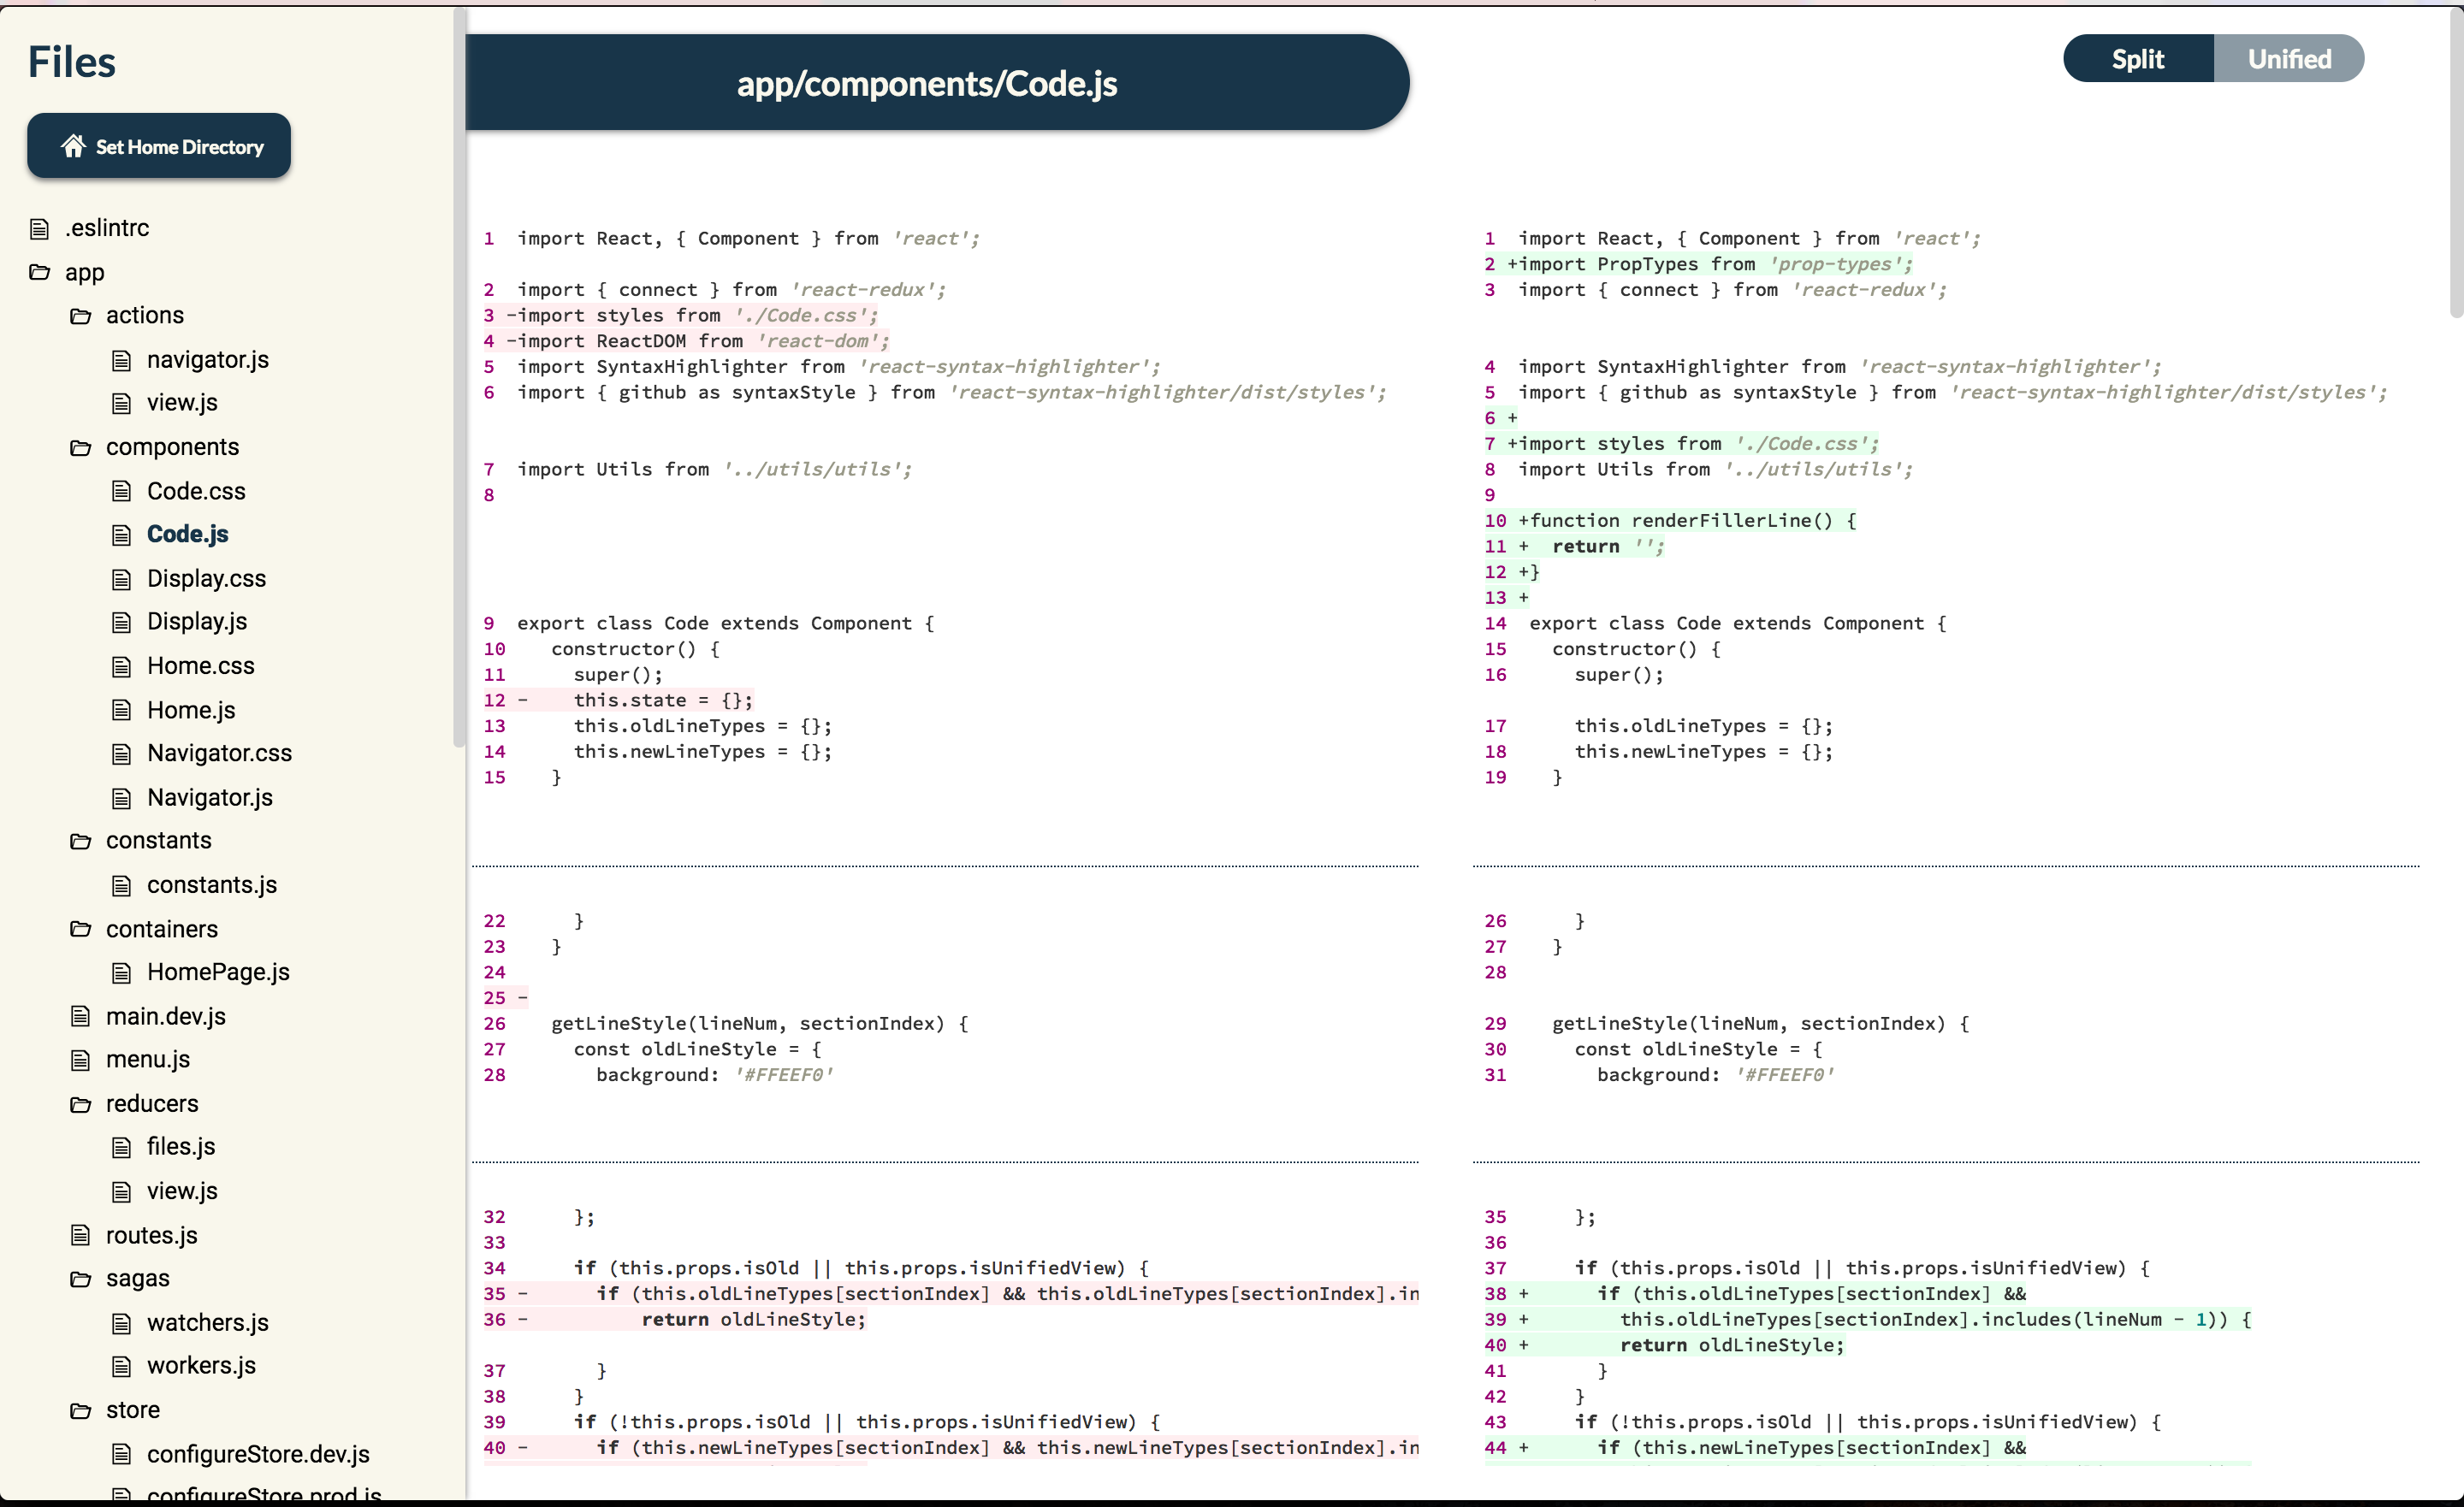 Files
Set Home Directory
.eslintrc
app
actions
navigator.js
view.js
components
Code.css
Code.js
Display.css
Display.js
Home.css
Home.js
Navigator.css
Navigator.js
constants
constants.js
containers
HomePage.js
main.dev.js
menu.js
reducers
files.js
view.js
routes.js
sagas
watchers.js
workers.js
store
configureStore.dev.js
configureStore.prod.js
app/components/Code.js
Split Unified
1 import React, { Component } from 'react';
2 import { connect } from 'react-redux';
3 -import styles from './Code.css';
4 -import ReactDOM from 'react-dom';
5 import SyntaxHighlighter from 'react-syntax-highlighter';
6 import { github as syntaxStyle } from 'react-syntax-highlighter/dist/styles';
7 import Utils from '../utils/utils';
8
9 export class Code extends Component {
10 constructor() {
11 super();
12 - this.state = {};
13 this.oldLineTypes = {};
14 this.newLineTypes = {};
15 }
22 }
23 }
24
25 -
26 getLineStyle(lineNum, sectionIndex) {
27 const oldLineStyle = {
28 background: '#FFEEF0'
32 };
33
34 if (this.props.isOld || this.props.isUnifiedView) {
35 - if (this.oldLineTypes[sectionIndex] && this.oldLineTypes[sectionIndex].in
36 - return oldLineStyle;
37 }
38 }
39 if (!this.props.isOld || this.props.isUnifiedView) {
40 - if (this.newLineTypes[sectionIndex] && this.newLineTypes[sectionIndex].in
1 import React, { Component } from 'react';
2 +import PropTypes from 'prop-types';
3 import { connect } from 'react-redux';
4 import SyntaxHighlighter from 'react-syntax-highlighter';
5 import { github as syntaxStyle } from 'react-syntax-highlighter/dist/styles';
6 +
7 +import styles from './Code.css';
8 import Utils from '../utils/utils';
9
10 +function renderFillerLine() {
11 + return '';
12 +}
13 +
14 export class Code extends Component {
15 constructor() {
16 super();
17 this.oldLineTypes = {};
18 this.newLineTypes = {};
19 }
26 }
27 }
28
29 getLineStyle(lineNum, sectionIndex) {
30 const oldLineStyle = {
31 background: '#FFEEF0'
35 };
36
37 if (this.props.isOld || this.props.isUnifiedView) {
38 + if (this.oldLineTypes[sectionIndex] &&
39 + this.oldLineTypes[sectionIndex].includes(lineNum - 1)) {
40 + return oldLineStyle;
41 }
42 }
43 if (!this.props.isOld || this.props.isUnifiedView) {
44 + if (this.newLineTypes[sectionIndex] &&